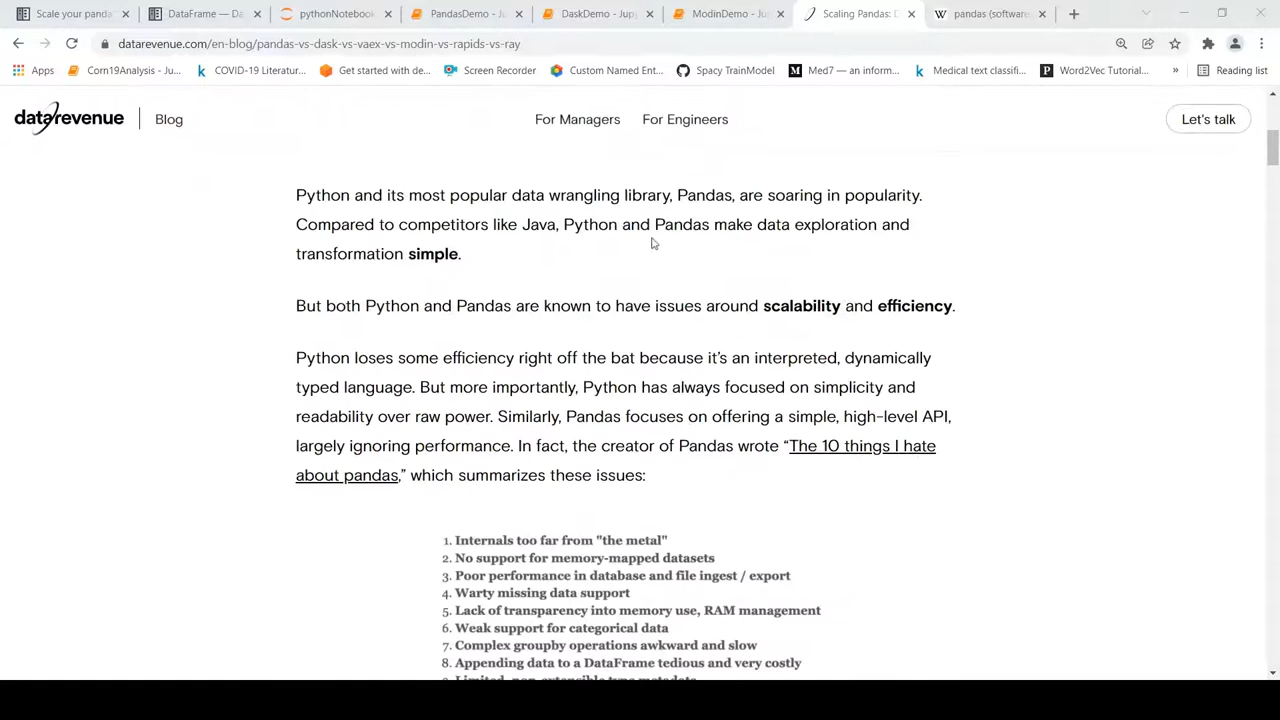 Scale your panda
DataFrame — Da
pythonNotebook
PandasDemo - Ju
DaskDemo - Jupy
ModinDemo - Jup
Scaling Pandas: D
pandas (software
datarevenue.com/en-blog/pandas-vs-dask-vs-vaex-vs-modin-vs-rapids-vs-ray
Apps
Corn19Analysis - Ju...
COVID-19 Literatur...
Get started with de...
Screen Recorder
Custom Named Ent...
Spacy TrainModel
Med7 — an inform...
Medical text classifi...
Word2Vec Tutorial...
»
Reading list
datarevenue
Blog
For Managers
For Engineers
Let's talk
Python and its most popular data wrangling library, Pandas, are soaring in popularity.
Compared to competitors like Java, Python and Pandas make data exploration and
transformation simple.
But both Python and Pandas are known to have issues around scalability and efficiency.
Python loses some efficiency right off the bat because it's an interpreted, dynamically
typed language. But more importantly, Python has always focused on simplicity and
readability over raw power. Similarly, Pandas focuses on offering a simple, high-level API,
largely ignoring performance. In fact, the creator of Pandas wrote “The 10 things I hate
about pandas,” which summarizes these issues:
1. Internals too far from "the metal"
2. No support for memory-mapped datasets
3. Poor performance in database and file ingest / export
4. Warty missing data support
5. Lack of transparency into memory use, RAM management
6. Weak support for categorical data
7. Complex groupby operations awkward and slow
8. Appending data to a DataFrame tedious and very costly